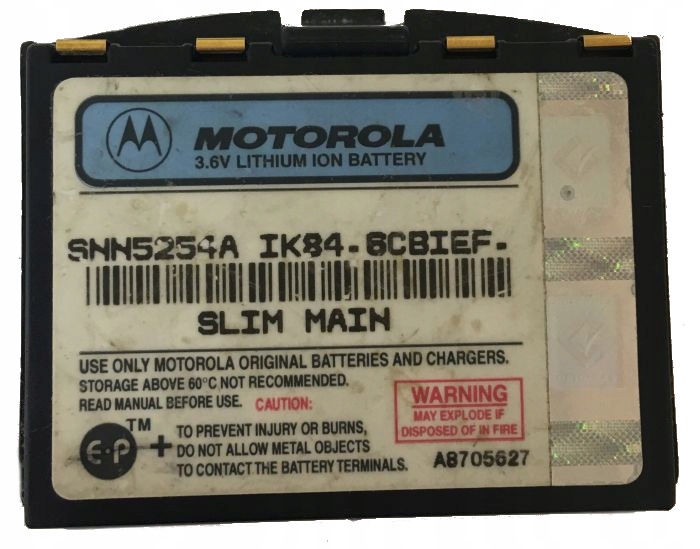 MOTOROLA
3.6V LITHIUM ION BATTERY
SNN5254A IK84-6CBIEF-
SLIM MAIN
USE ONLY MOTOROLA ORIGINAL BATTERIES AND CHARGERS.
STORAGE ABOVE 60°C NOT RECOMMENDED.
READ MANUAL BEFORE USE. CAUTION:
E·P™ + TO PREVENT INJURY OR BURNS,
DO NOT ALLOW METAL OBJECTS
TO CONTACT THE BATTERY TERMINALS.
WARNING
MAY EXPLODE IF
DISPOSED OF IN FIRE
A8705627